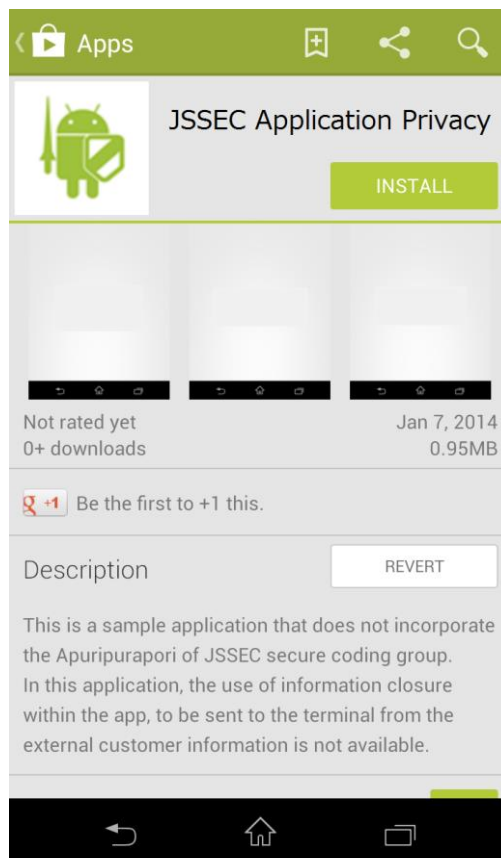 Apps
JSSEC Application Privacy
INSTALL
Not rated yet
Jan 7, 2014
0+ downloads
0.95MB
g +1 Be the first to +1 this.
Description
REVERT
This is a sample application that does not incorporate
the Apuripurapori of JSSEC secure coding group.
In this application, the use of information closure
within the app, to be sent to the terminal from the
external customer information is not available.